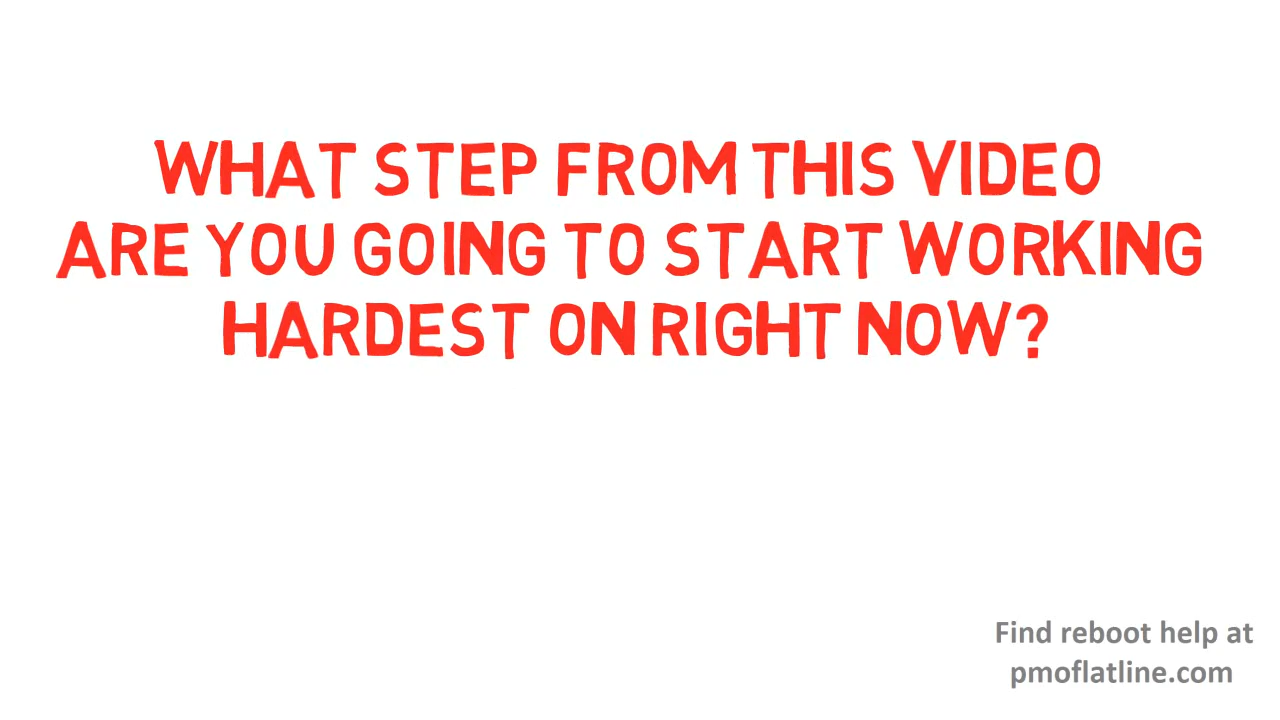 WHAT STEP FROM THIS VIDEO
ARE YOU GOING TO START WORKING
HARDEST ON RIGHT NOW?
Find reboot help at
pmoflatline.com